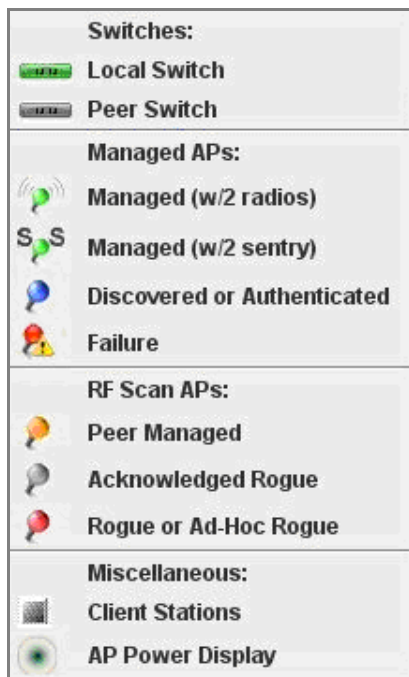 Switches:
Local Switch
Peer Switch
Managed APs:
Managed (w/2 radios)
S S
Managed (w/2 sentry)
Discovered or Authenticated
Failure
RF Scan APs:
Peer Managed
Acknowledged Rogue
Rogue or Ad-Hoc Rogue
Miscellaneous:
Client Stations
AP Power Display